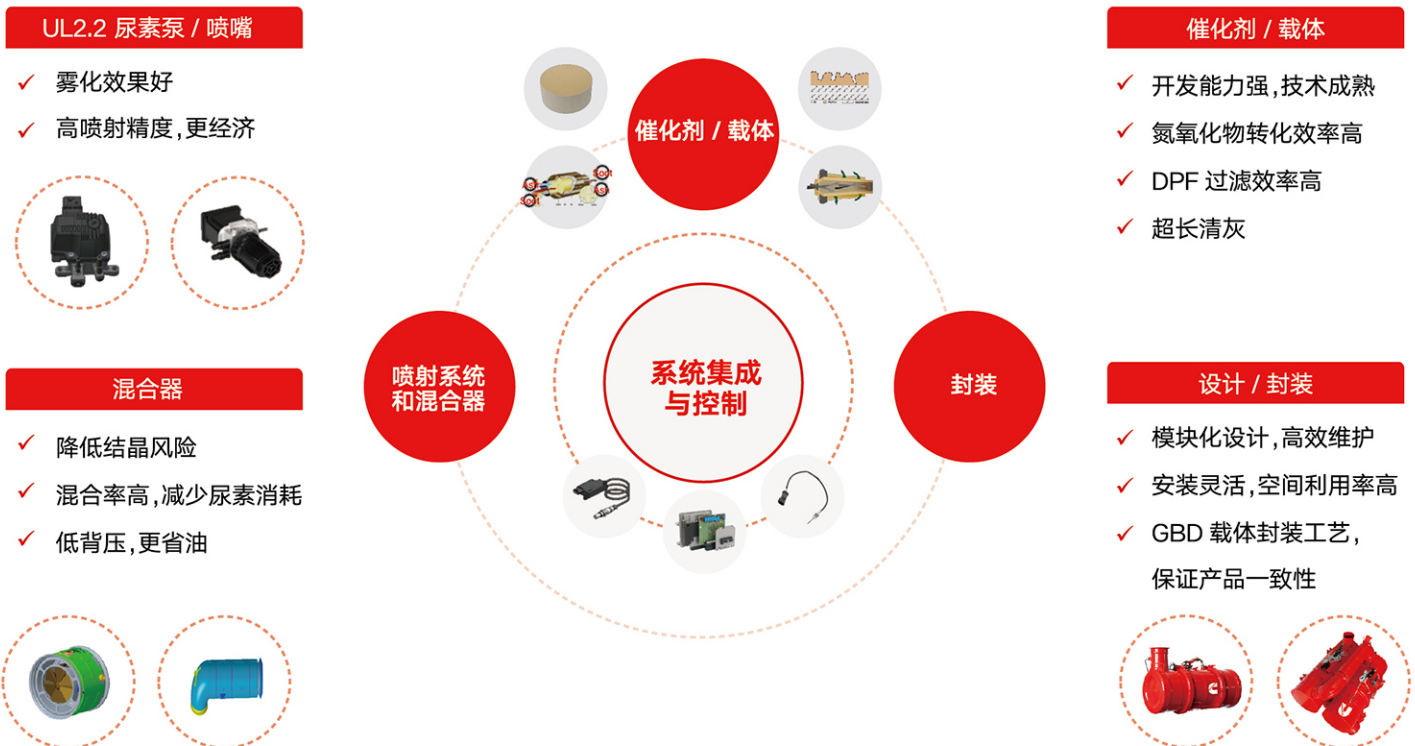 UL2.2 尿素泵 / 喷嘴
雾化效果好
高喷射精度,更经济
混合器
降低结晶风险
混合率高,减少尿素消耗
低背压,更省油
催化剂 / 载体
Ash
Soot
Soot
Ash
喷射系统
和混合器
系统集成
与控制
封装
催化剂 / 载体
开发能力强,技术成熟
氮氧化物转化效率高
DPF 过滤效率高
超长清灰
设计 / 封装
模块化设计,高效维护
安装灵活,空间利用率高
GBD 载体封装工艺,
保证产品一致性